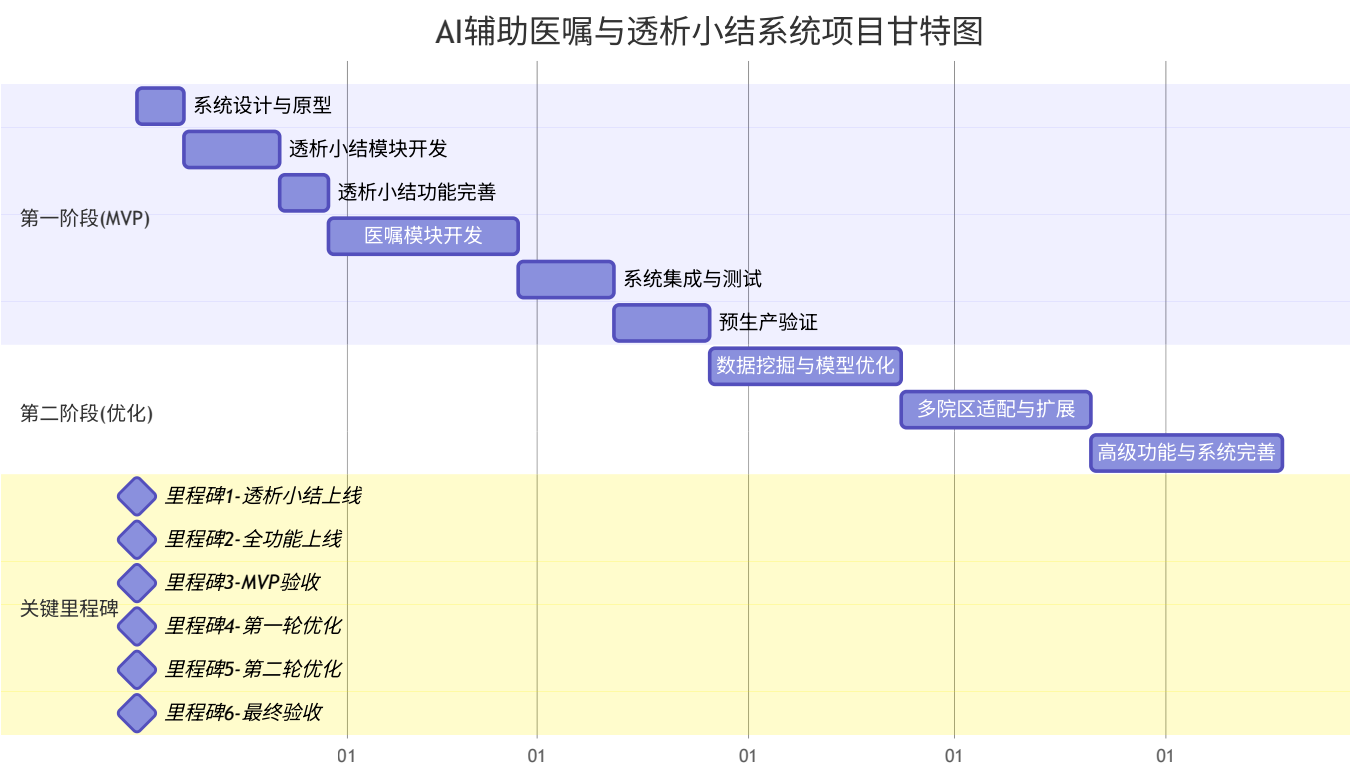 AI辅助医嘱与透析小结系统项目甘特图
系统设计与原型
透析小结模块开发
透析小结功能完善
第一阶段(MVP)
医嘱模块开发
系统集成与测试
预生产验证
数据挖掘与模型优化
第二阶段(优化)
多院区适配与扩展
高级功能与系统完善
里程碑1-透析小结上线
里程碑2-全功能上线
里程碑3-MVP验收
关键里程碑
里程碑4-第一轮优化
里程碑5-第二轮优化
里程碑6-最终验收
01 01 01 01 01